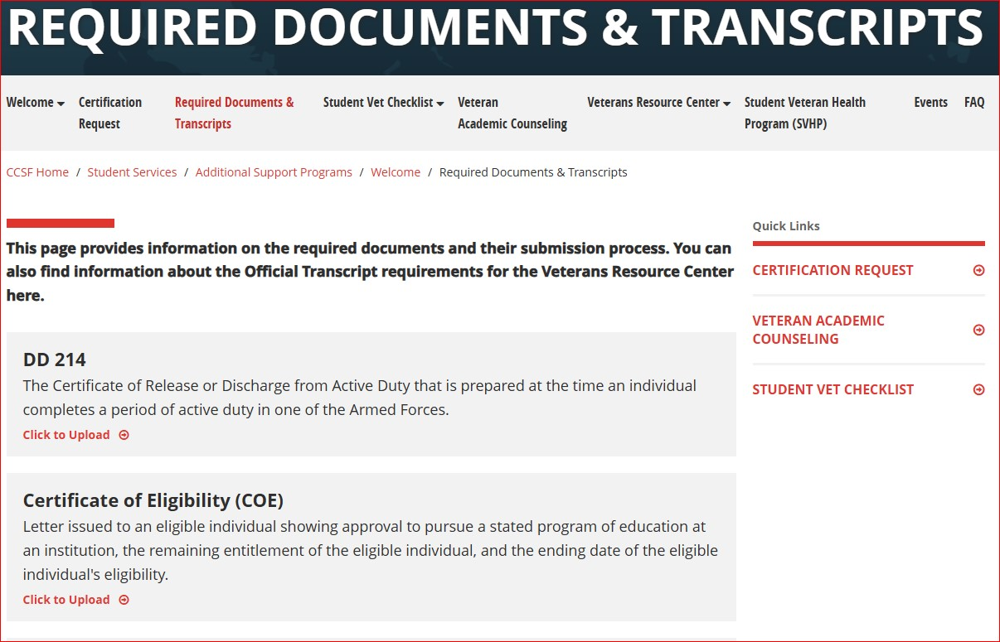 REQUIRED DOCUMENTS & TRANSCRIPTS
Welcome
Certification
Request
Required Documents &
Transcripts
Student Vet Checklist
Veteran
Academic Counseling
Veterans Resource Center
Student Veteran Health
Program (SVHP)
Events
FAQ
CCSF Home / Student Services / Additional Support Programs / Welcome / Required Documents & Transcripts
This page provides information on the required documents and their submission process. You can
also find information about the Official Transcript requirements for the Veterans Resource Center
here.
DD 214
The Certificate of Release or Discharge from Active Duty that is prepared at the time an individual
completes a period of active duty in one of the Armed Forces.
Click to Upload
Certificate of Eligibility (COE)
Letter issued to an eligible individual showing approval to pursue a stated program of education at
an institution, the remaining entitlement of the eligible individual, and the ending date of the eligible
individual's eligibility.
Click to Upload
Quick Links
CERTIFICATION REQUEST
VETERAN ACADEMIC
COUNSELING
STUDENT VET CHECKLIST